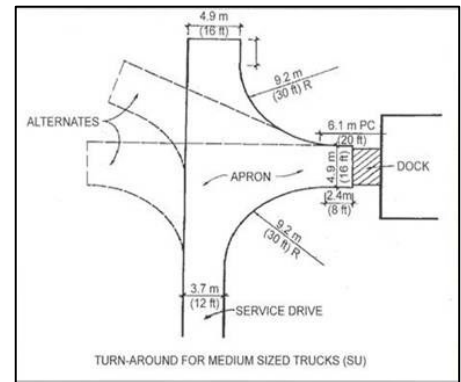 4.9 m
(16 ft)
9.2 m
(30 ft) R
6.1 m PC
(20 ft)
ALTERNATES
DOCK
4.9 m
(16 ft)
APRON
2.4m
(8 ft)
9.2 m
(30 ft) R
3.7 m
(12 ft)
SERVICE DRIVE
TURN-AROUND FOR MEDIUM SIZED TRUCKS (SU)